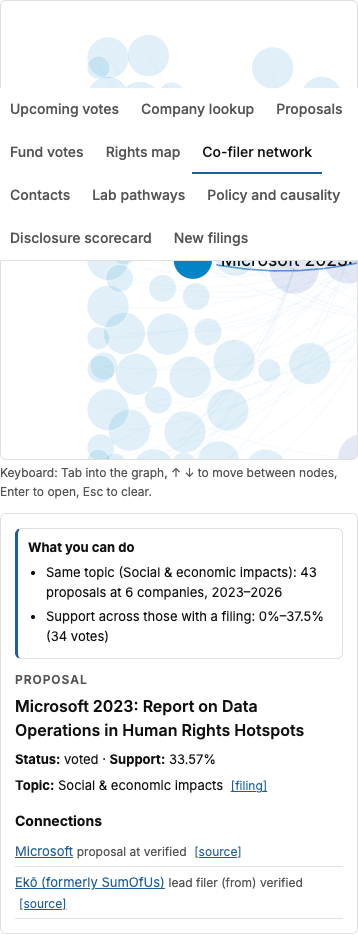 Upcoming votes Company lookup Proposals
Fund votes Rights map Co-filer network
Contacts Lab pathways Policy and causality
Disclosure scorecard New filings
Microsoft 2023:
Keyboard: Tab into the graph, ↑ ↓ to move between nodes,
Enter to open, Esc to clear.
What you can do
• Same topic (Social & economic impacts): 43
proposals at 6 companies, 2023–2026
• Support across those with a filing: 0%–37.5%
(34 votes)
PROPOSAL
Microsoft 2023: Report on Data
Operations in Human Rights Hotspots
Status: voted · Support: 33.57%
Topic: Social & economic impacts [filing]
Connections
Microsoft proposal at verified [source]
Ekō (formerly SumOfUs) lead filer (from) verified
[source]